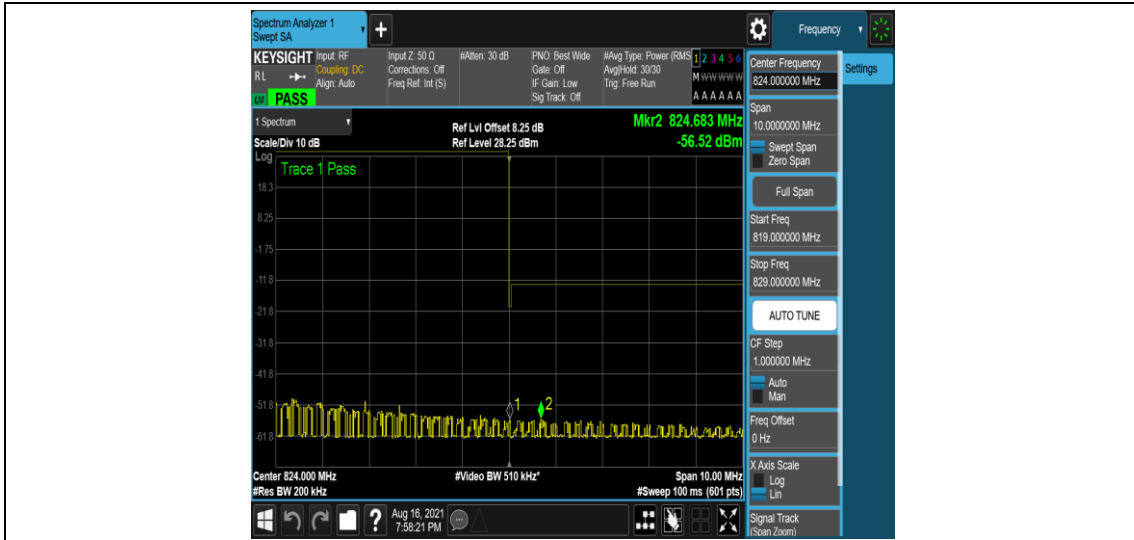 Spectrum Analyzer 1
Swept SA
+
Frequency
KEYSIGHT
RL
PASS
Input: RF
Coupling: DC
Align: Auto
Input Z: 50 Ω
Corrections: Off
Freq Ref: Int (S)
#Atten: 30 dB
PNO: Best Wide
Gate: Off
IF Gain: Low
Sig Track: Off
#Avg Type: Power (RMS
Avg|Hold: 30/30
Trig: Free Run
1 2 3 4 5 6
M W W W W W
A A A A A A
Center Frequency
824.000000 MHz
Settings
Span
10.0000000 MHz
Swept Span
Zero Span
Full Span
Start Freq
819.000000 MHz
Stop Freq
829.000000 MHz
AUTO TUNE
CF Step
1.000000 MHz
Auto
Man
Freq Offset
0 Hz
X Axis Scale
Log
Lin
Signal Track
(Span Zoom)
1 Spectrum
Scale/Div 10 dB
Ref Lvl Offset 8.25 dB
Ref Level 28.25 dBm
Mkr2 824.683 MHz
-56.52 dBm
Log
Trace 1 Pass
18.3
8.25
-1.75
-11.8
-21.8
-31.8
-41.8
-51.8
-61.8
1
2
Center 824.000 MHz
#Video BW 510 kHz*
Span 10.00 MHz
#Res BW 200 kHz
#Sweep 100 ms (601 pts)
?
Aug 16, 2021
7:58:21 PM